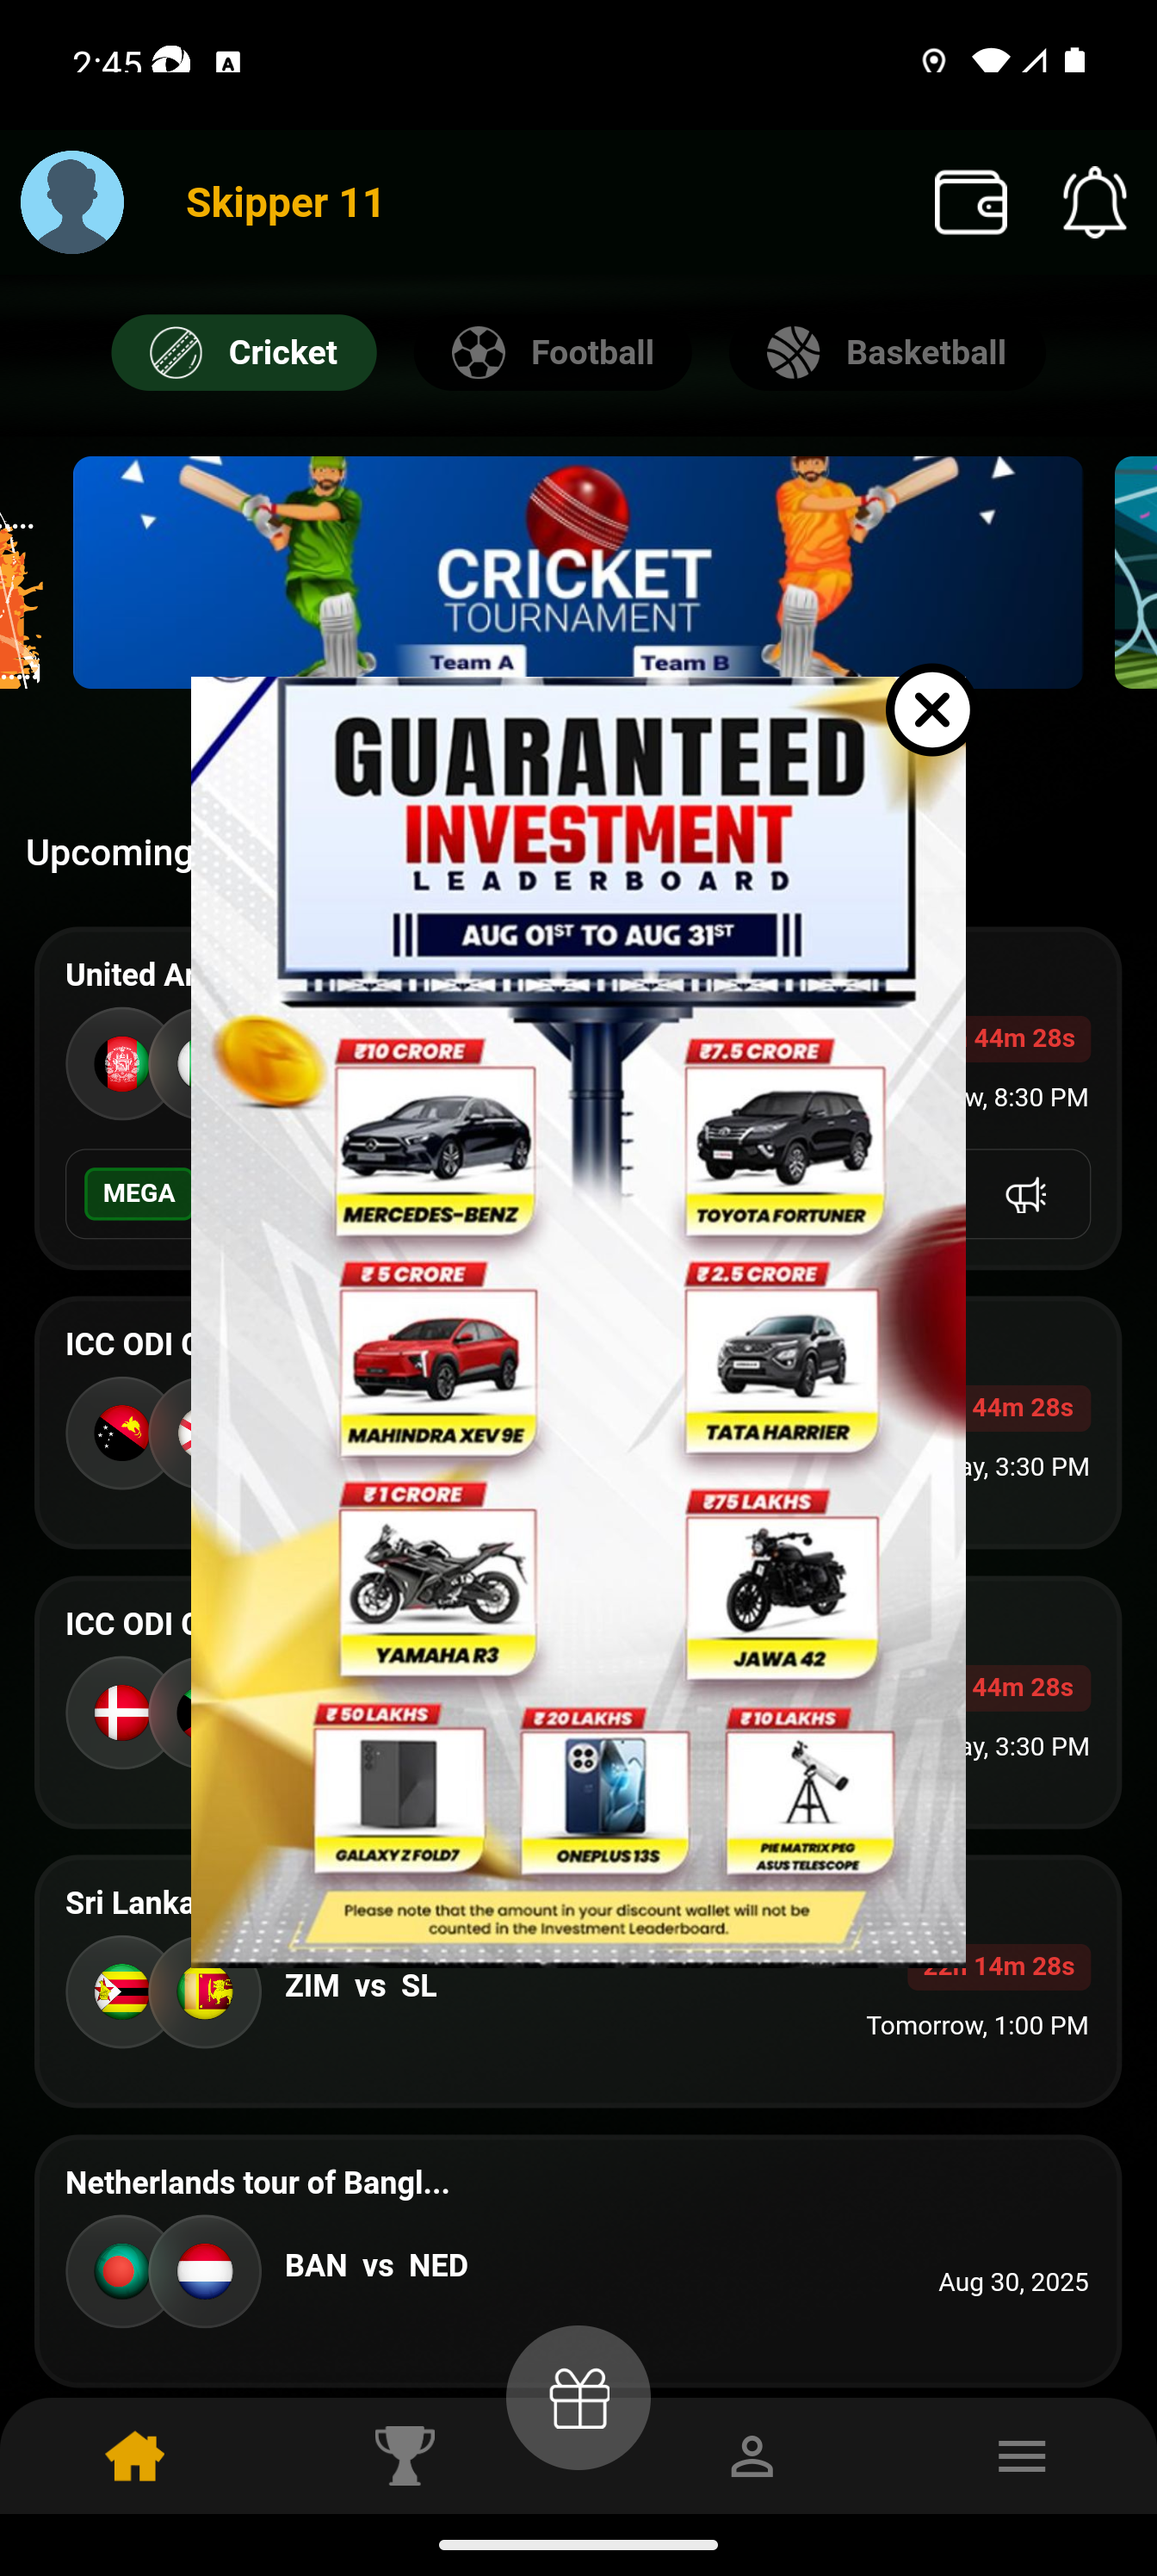 2:45
A
Skipper 11
Cricket
Football
Basketball
CRICKET
TOURNAMENT
Team A
Team B
GUARANTEED
INVESTMENT
LEADERBOARD
AUG 01ST TO AUG 31ST
Upcoming
United Ar
44m 28s
w, 8:30 PM
MEGA
₹10 CRORE
MERCEDES-BENZ
₹7.5 CRORE
TOYOTA FORTUNER
ICC ODI C
44m 28s
ay, 3:30 PM
₹ 5 CRORE
MAHINDRA XEV 9E
₹ 2.5 CRORE
TATA HARRIER
₹ 1 CRORE
YAMAHA R3
₹75 LAKHS
JAWA 42
ICC ODI C
44m 28s
ay, 3:30 PM
₹ 50 LAKHS
GALAXY Z FOLD7
₹ 20 LAKHS
ONEPLUS 13S
₹ 10 LAKHS
PIE MATRIX PEG
ASUS TELESCOPE
Please note that the amount in your discount wallet will not be
counted in the Investment Leaderboard.
Sri Lanka
ZIM vs SL
22h 14m 28s
Tomorrow, 1:00 PM
Netherlands tour of Bangl...
BAN vs NED
Aug 30, 2025